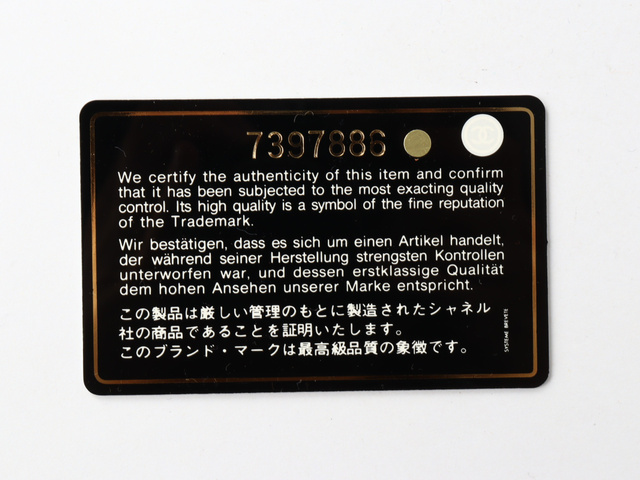 7397886
We certify the authenticity of this item and confirm
that it has been subjected to the most exacting quality
control. Its high quality is a symbol of the fine reputation
of the Trademark.
Wir bestätigen, dass es sich um einen Artikel handelt,
der während seiner Herstellung strengsten Kontrollen
unterworfen war, und dessen erstklassige Qualität
dem hohen Ansehen unserer Marke entspricht.
この製品は厳しい管理のもとに製造されたシャネル
社の商品であることを証明いたします。
このブランド・マークは最高級品質の象徴です。
SYSTEME BREVETE